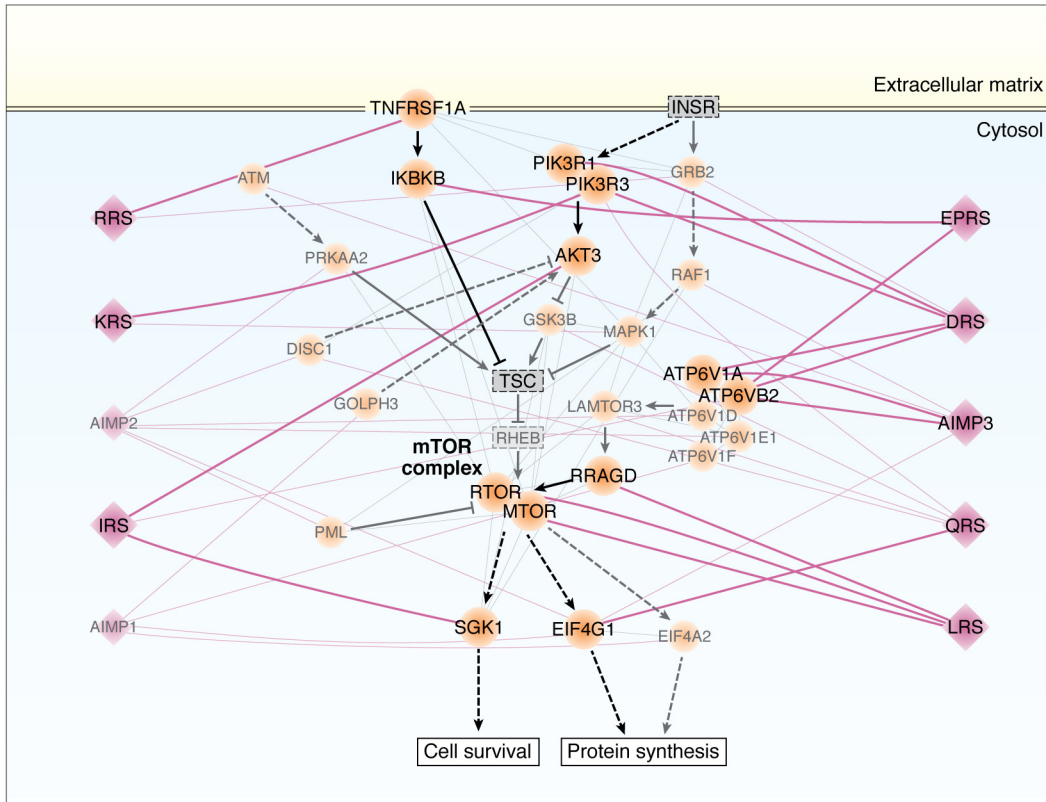 Extracellular matrix
TNFRSF1A
INSR
Cytosol
PIK3R1
GRB2
ATM
IKBKB
PIK3R3
RRS
EPRS
PRKAA2
AKT3
RAF1
KRS
GSK3B
MAPK1
DRS
DISC1
TSC
ATP6V1A
ATP6VB2
GOLPH3
LAMTOR3
ATP6V1D
AIMP2
AIMP3
RHEB
ATP6V1E1
mTOR
complex
ATP6V1F
RTOR
RRAGD
MTOR
IRS
PML
QRS
AIMP1
SGK1
EIF4G1
EIF4A2
LRS
Cell survival
Protein synthesis